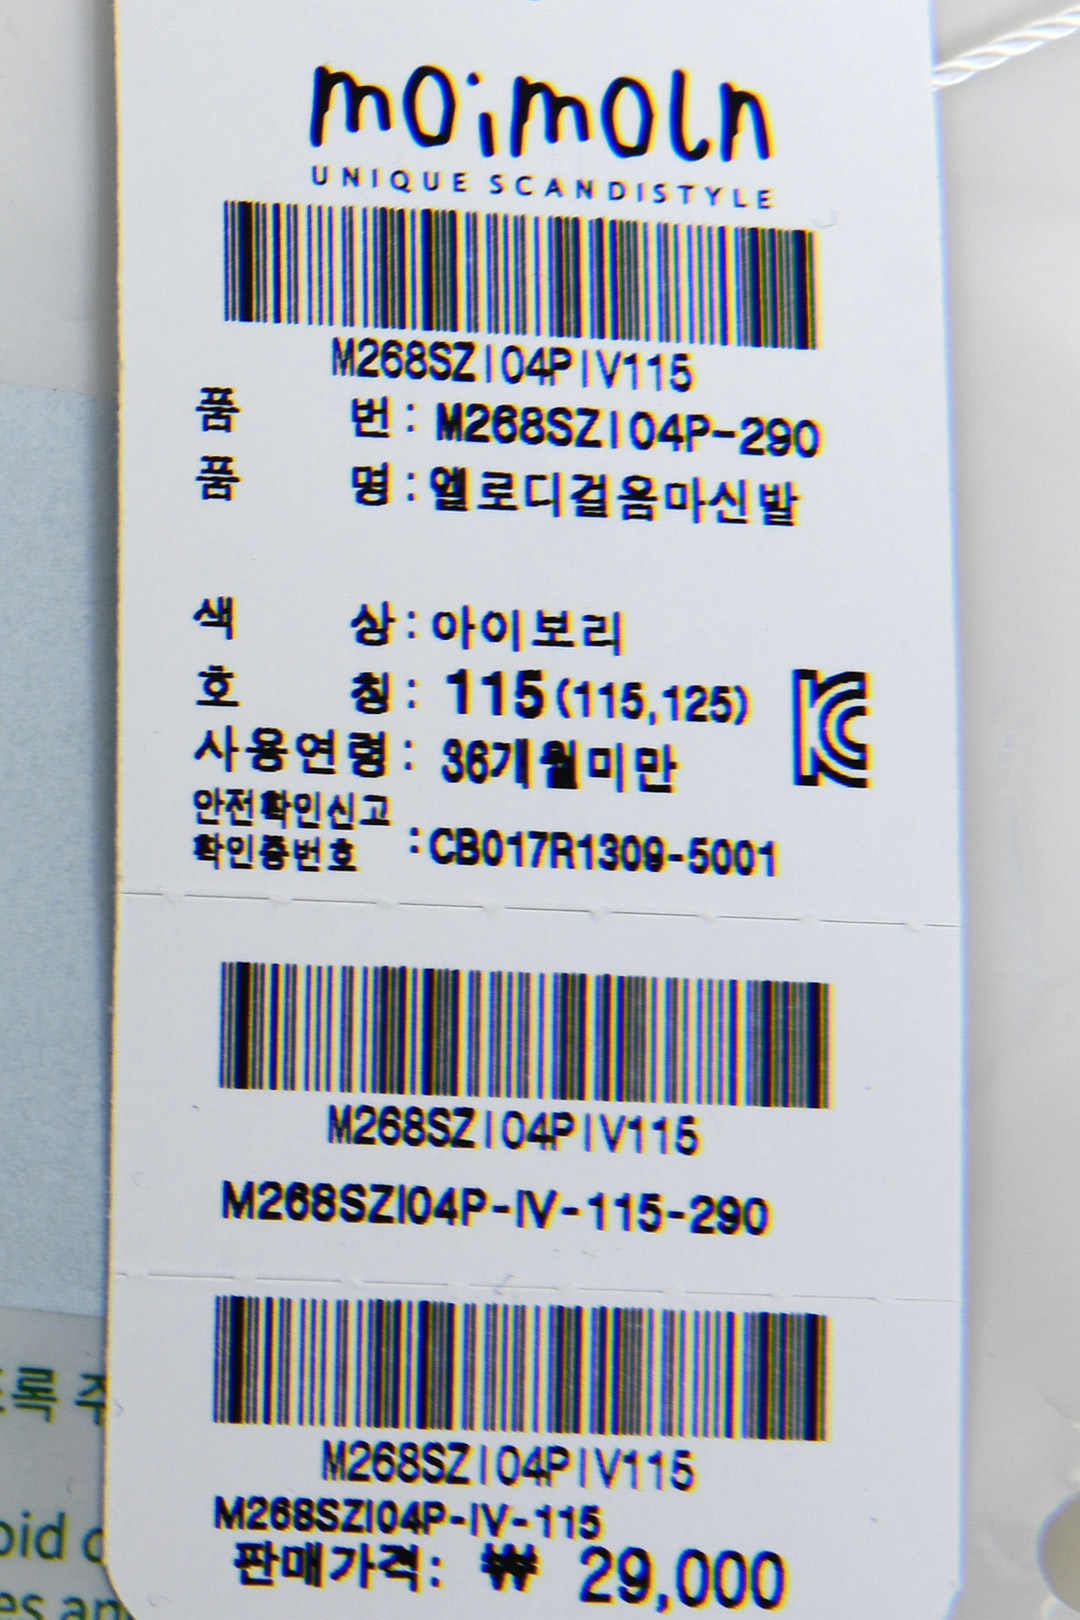 moimoln
UNIQUE SCANDISTYLE
M268SZI04PIV115
품 번 : M268SZI04P-290
품 명 : 엘로디걸음마신발
색 상 : 아이보리
호 칭 : 115(115,125)
사용연령 : 36개월미만
안전확인신고
확인증번호 : CB017R1309-5001
M268SZI04PIV115
M268SZI04P-IV-115-290
M268SZI04PIV115
M268SZI04P-IV-115
판매가격: ₩ 29,000
록 주